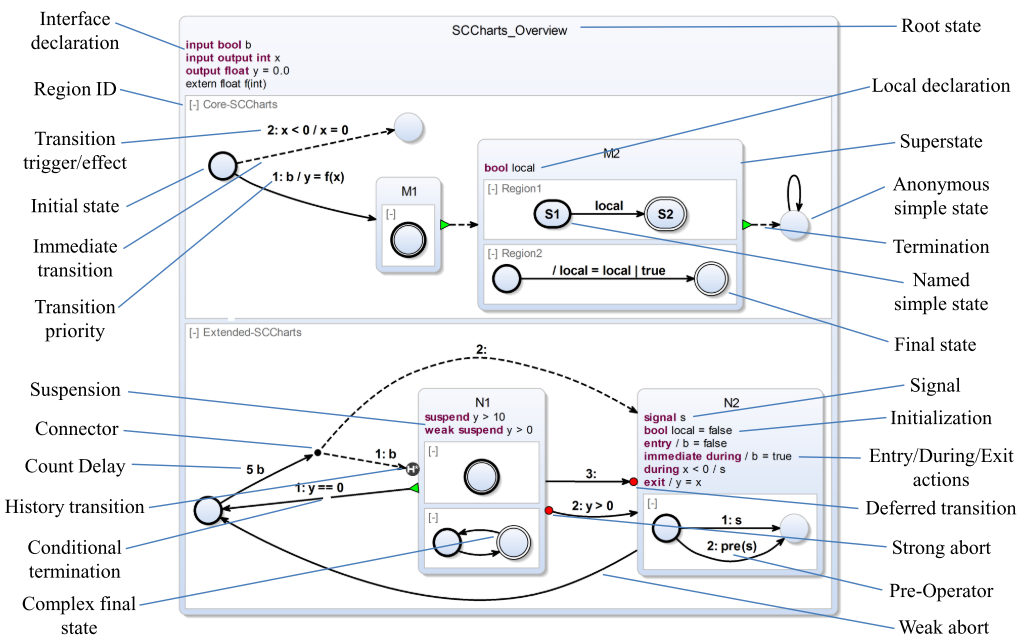 Interface
declaration
SCCharts_Overview
Root state
input bool b
input output int x
output float y = 0.0
extern float f(int)
Region ID
[-] Core-SCCharts
Local declaration
Transition
trigger/effect
2: x < 0 / x = 0
M2
Superstate
bool local
1: b / y = f(x)
M1
[-] Region1
Anonymous
simple state
Initial state
[-]
S1
local
S2
Immediate
transition
Termination
[-] Region2
/ local = local | true
Named
simple state
Transition
priority
Final state
[-] Extended-SCCharts
2:
Suspension
N1
N2
Signal
suspend y > 10
weak suspend y > 0
signal s
bool local = false
entry / b = false
immediate during / b = true
during x < 0 / s
exit / y = x
Initialization
Connector
Count Delay
5 b
1: b
H*
[-]
Entry/During/Exit
actions
3:
History transition
1: y == 0
2: y > 0
[-]
Deferred transition
[-]
1: s
Conditional
termination
2: pre(s)
Strong abort
Complex final
state
Pre-Operator
Weak abort